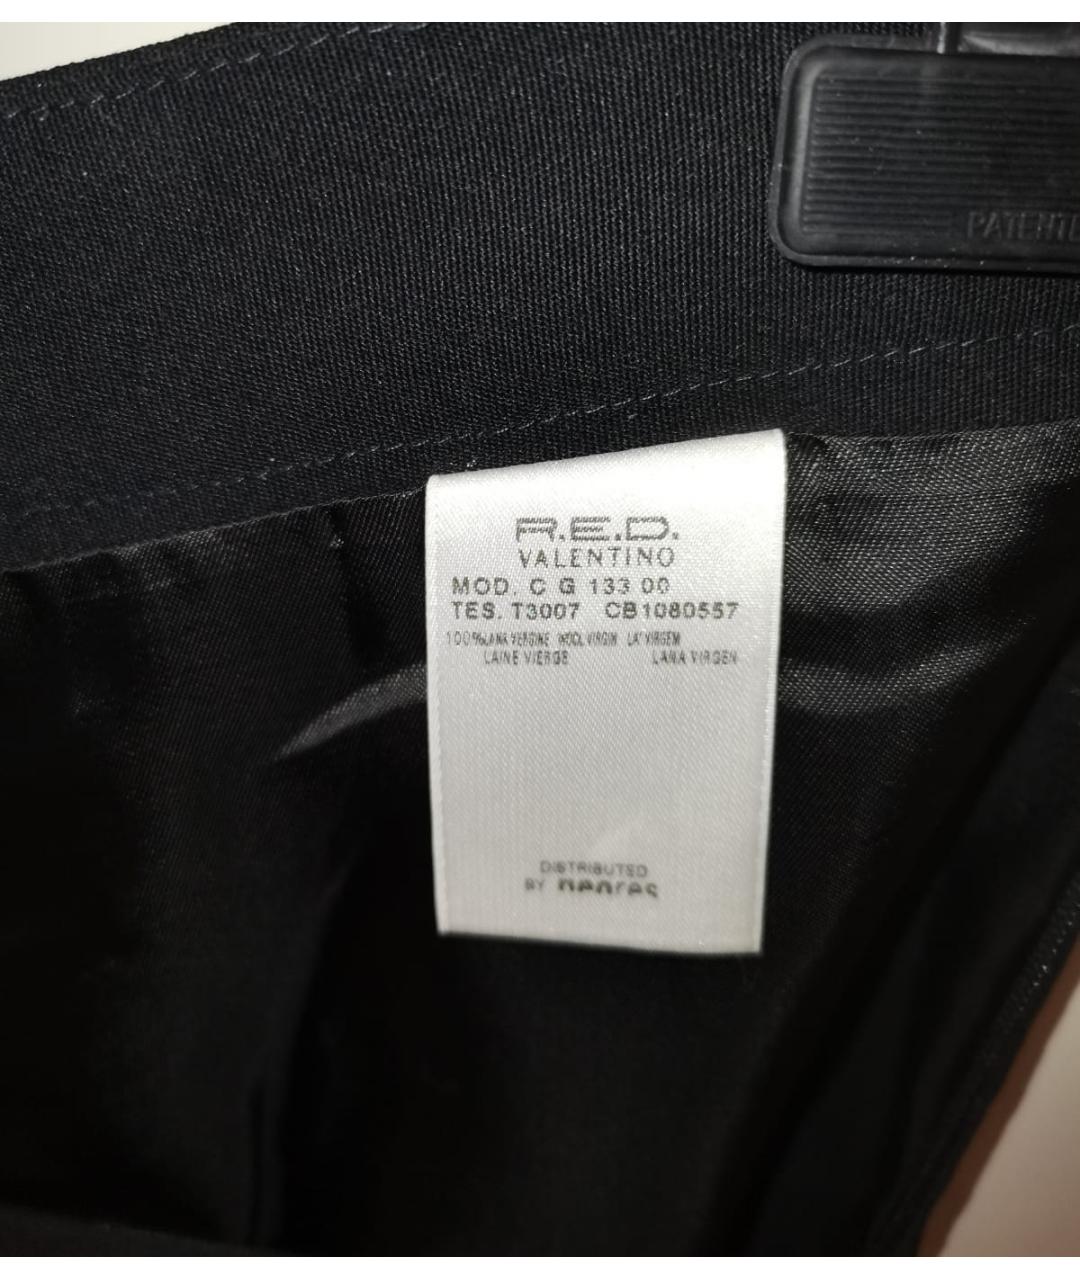 PATENTE
R.E.D.
VALENTINO
MOD. C G 133 00
TES. T3007 CB1080557
100%LANA VERGINE WOOL VIRGIN LA' VIRGEM
LAINE VIERGE LANA VIRGEN
DISTRIBUTED
BY